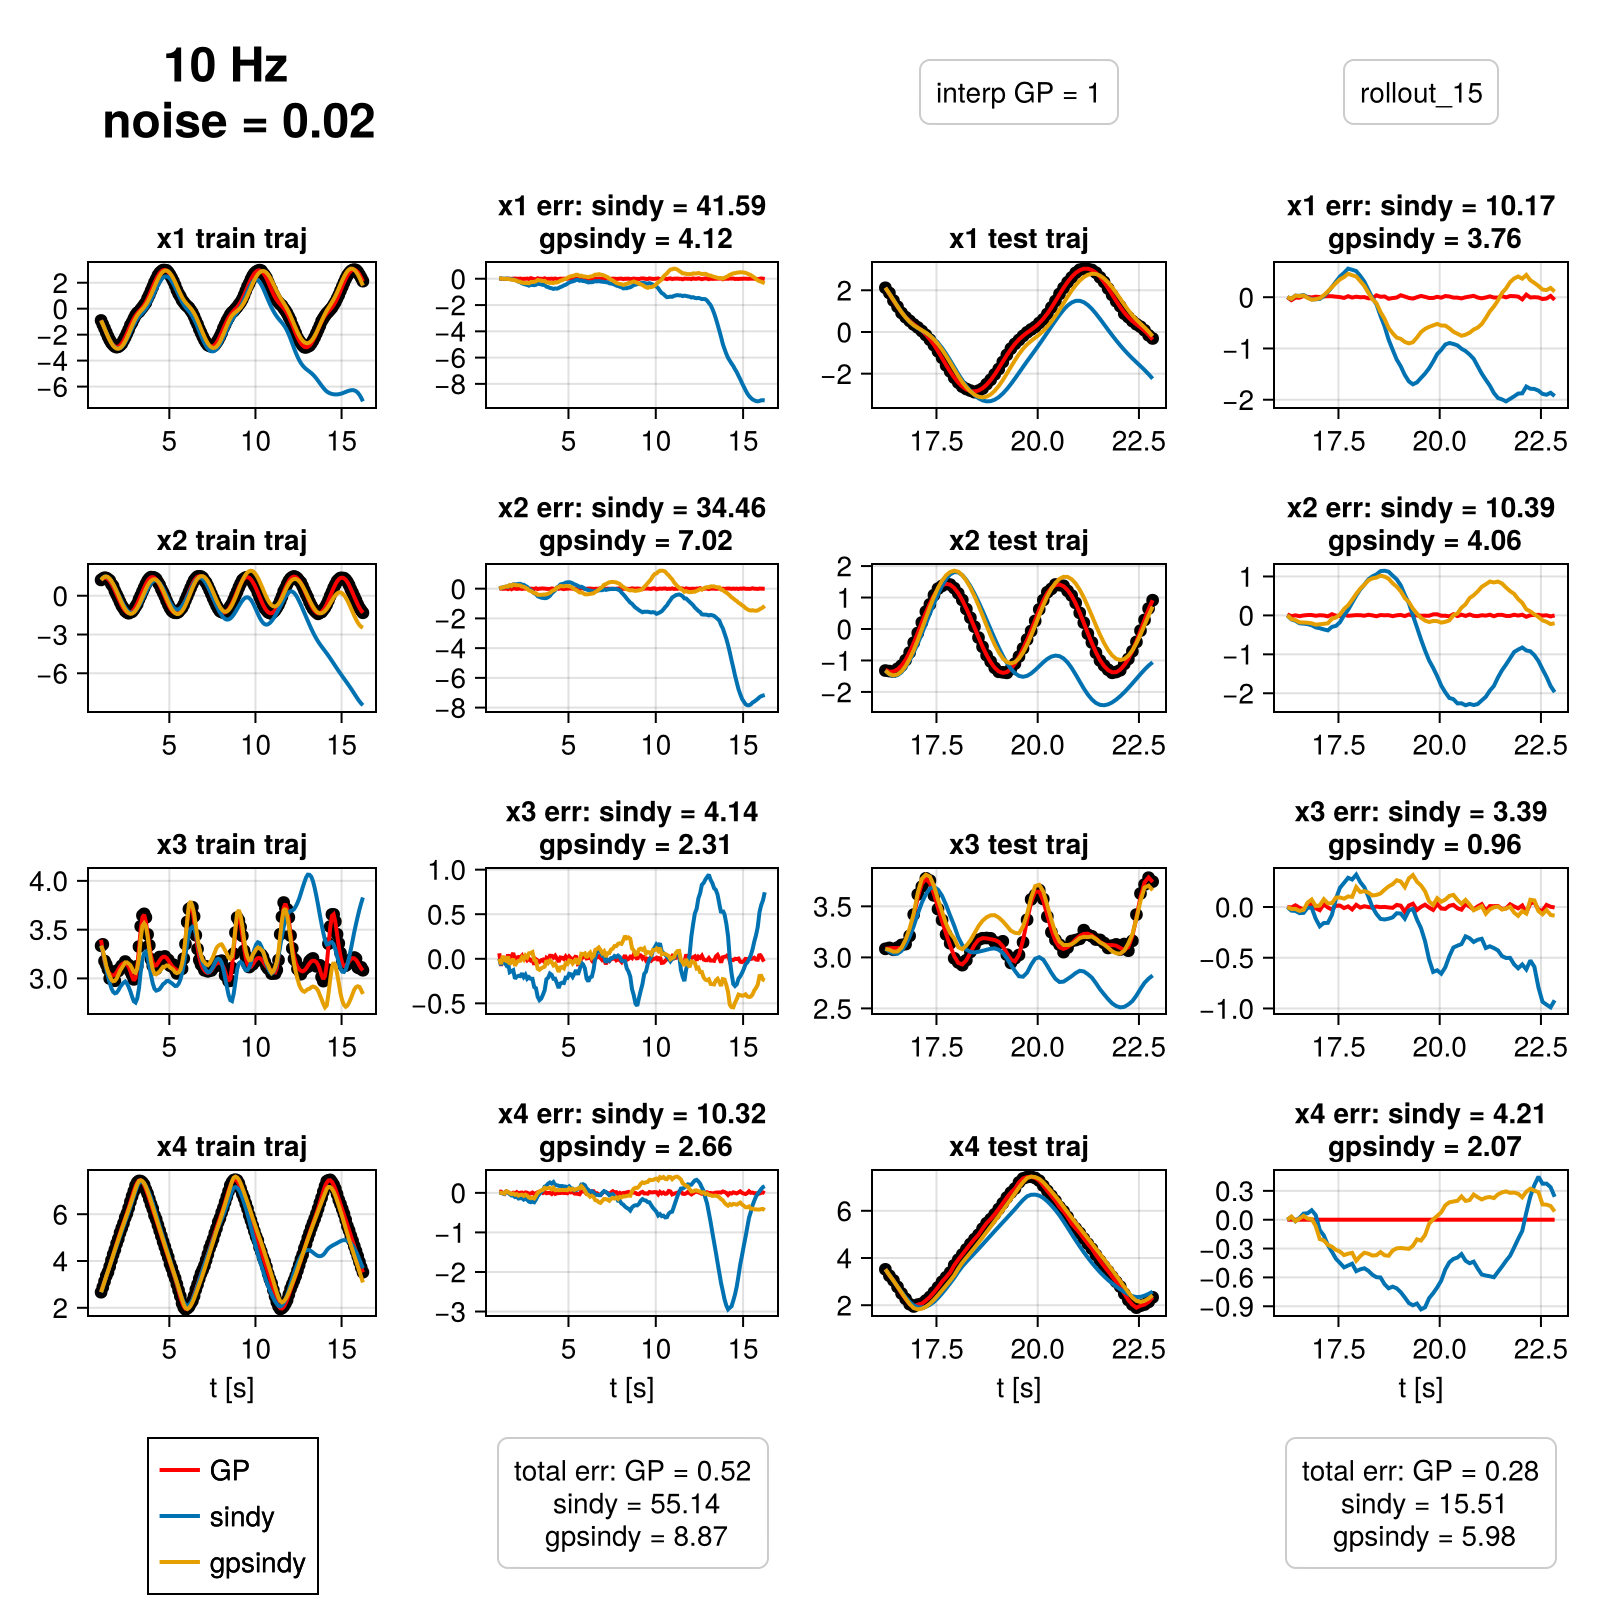 10 Hz
noise = 0.02
interp GP = 1
rollout_15
x1 train traj
2
0
−2
−4
−6
5
10
15
x1 err: sindy = 41.59
gpsindy = 4.12
0
−2
−4
−6
−8
5
10
15
x1 test traj
2
0
−2
17.5
20.0
22.5
x1 err: sindy = 10.17
gpsindy = 3.76
0
−1
−2
17.5
20.0
22.5
x2 train traj
0
−3
−6
5
10
15
x2 err: sindy = 34.46
gpsindy = 7.02
0
−2
−4
−6
−8
5
10
15
x2 test traj
2
1
0
−1
−2
17.5
20.0
22.5
x2 err: sindy = 10.39
gpsindy = 4.06
1
0
−1
−2
17.5
20.0
22.5
x3 train traj
4.0
3.5
3.0
5
10
15
x3 err: sindy = 4.14
gpsindy = 2.31
1.0
0.5
0.0
−0.5
5
10
15
x3 test traj
3.5
3.0
2.5
17.5
20.0
22.5
x3 err: sindy = 3.39
gpsindy = 0.96
0.0
−0.5
−1.0
17.5
20.0
22.5
x4 train traj
6
4
2
5
10
15
t [s]
x4 err: sindy = 10.32
gpsindy = 2.66
0
−1
−2
−3
5
10
15
t [s]
x4 test traj
6
4
2
17.5
20.0
22.5
t [s]
x4 err: sindy = 4.21
gpsindy = 2.07
0.3
0.0
−0.3
−0.6
−0.9
17.5
20.0
22.5
t [s]
GP
sindy
gpsindy
total err: GP = 0.52
sindy = 55.14
gpsindy = 8.87
total err: GP = 0.28
sindy = 15.51
gpsindy = 5.98